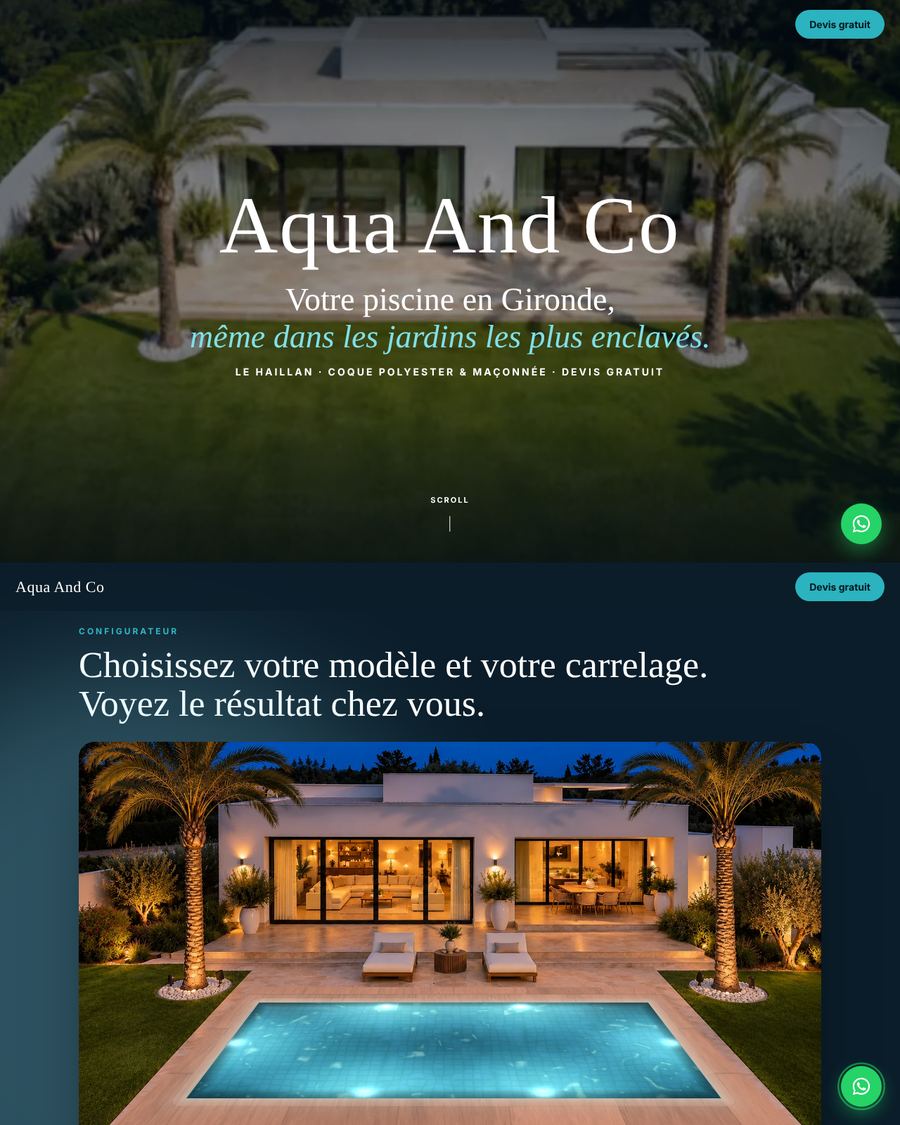 Devis gratuit
Aqua And Co
Votre piscine en Gironde,
même dans les jardins les plus enclavés.
LE HAILLAN · COQUE POLYESTER & MAÇONNÉE · DEVIS GRATUIT
SCROLL
Aqua And Co
Devis gratuit
CONFIGURATEUR
Choisissez votre modèle et votre carrelage.
Voyez le résultat chez vous.